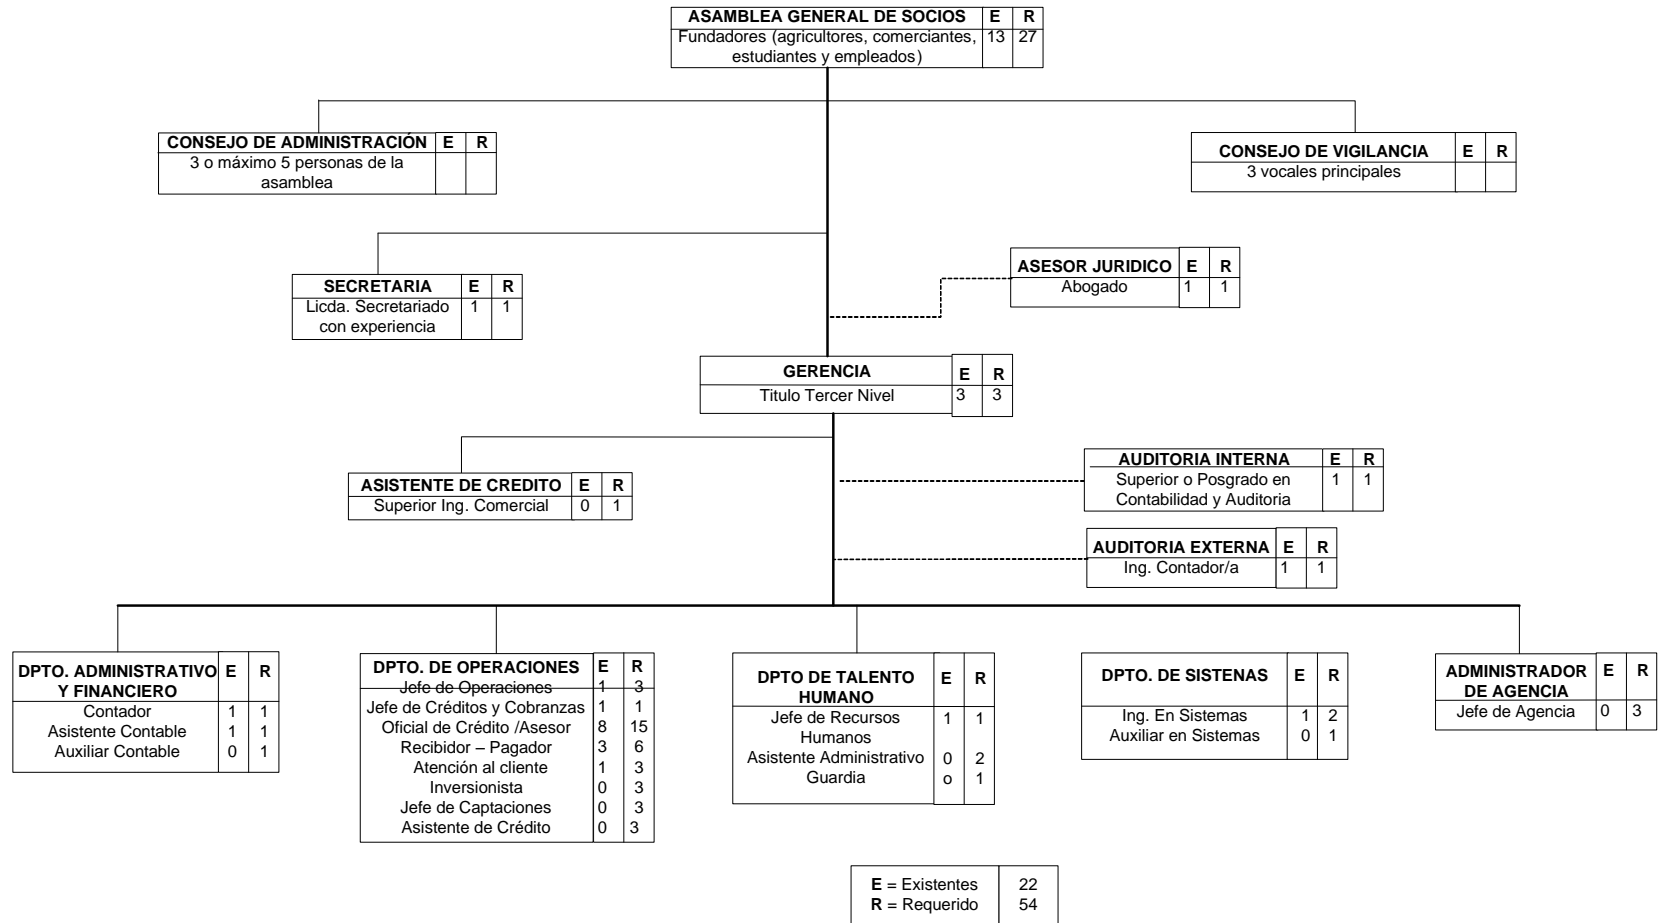 ASAMBLEA GENERAL DE SOCIOS E R
Fundadores (agricultores, comerciantes, 13 27
estudiantes y empleados)
CONSEJO DE ADMINISTRACIÓN E R
3 o máximo 5 personas de la
asamblea
CONSEJO DE VIGILANCIA E R
3 vocales principales
SECRETARIA E R
Licda. Secretariado 1 1
con experiencia
ASESOR JURIDICO E R
Abogado 1 1
GERENCIA E R
Titulo Tercer Nivel 3 3
ASISTENTE DE CREDITO E R
Superior Ing. Comercial 0 1
AUDITORIA INTERNA E R
Superior o Posgrado en 1 1
Contabilidad y Auditoria
AUDITORIA EXTERNA E R
Ing. Contador/a 1 1
DPTO. ADMINISTRATIVO E R
Y FINANCIERO
Contador 1 1
Asistente Contable 1 1
Auxiliar Contable 0 1
DPTO. DE OPERACIONES E R
Jefe de Operaciones 1 3
Jefe de Créditos y Cobranzas 1 1
Oficial de Crédito /Asesor 8 15
Recibidor – Pagador 3 6
Atención al cliente 1 3
Inversionista 0 3
Jefe de Captaciones 0 3
Asistente de Crédito 0 3
DPTO DE TALENTO E R
HUMANO
Jefe de Recursos 1 1
Humanos
Asistente Administrativo 0 2
Guardia o 1
DPTO. DE SISTENAS E R
Ing. En Sistemas 1 2
Auxiliar en Sistemas 0 1
ADMINISTRADOR E R
DE AGENCIA
Jefe de Agencia 0 3
E = Existentes 22
R = Requerido 54